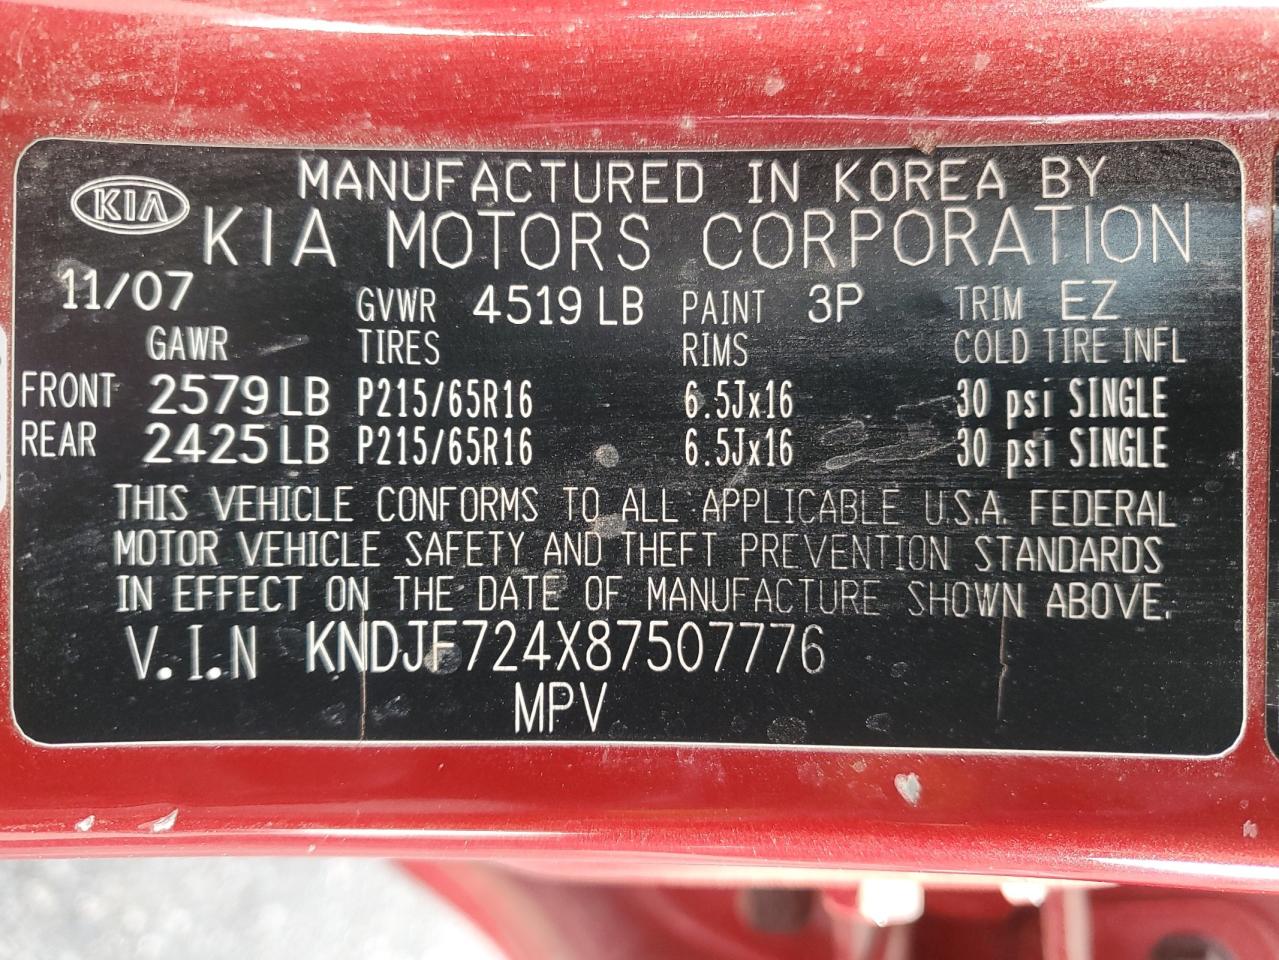 MANUFACTURED IN KOREA BY
KIA KIA MOTORS CORPORATION
11/07 GVWR 4519 LB PAINT 3P TRIM EZ
GAWR TIRES RIMS COLD TIRE INFL
FRONT 2579 LB P215/65R16 6.5Jx16 30 psi SINGLE
REAR 2425 LB P215/65R16 6.5Jx16 30 psi SINGLE
THIS VEHICLE CONFORMS TO ALL APPLICABLE U.S.A. FEDERAL
MOTOR VEHICLE SAFETY AND THEFT PREVENTION STANDARDS
IN EFFECT ON THE DATE OF MANUFACTURE SHOWN ABOVE.
V.I.N KNDJF724X87507776
MPV